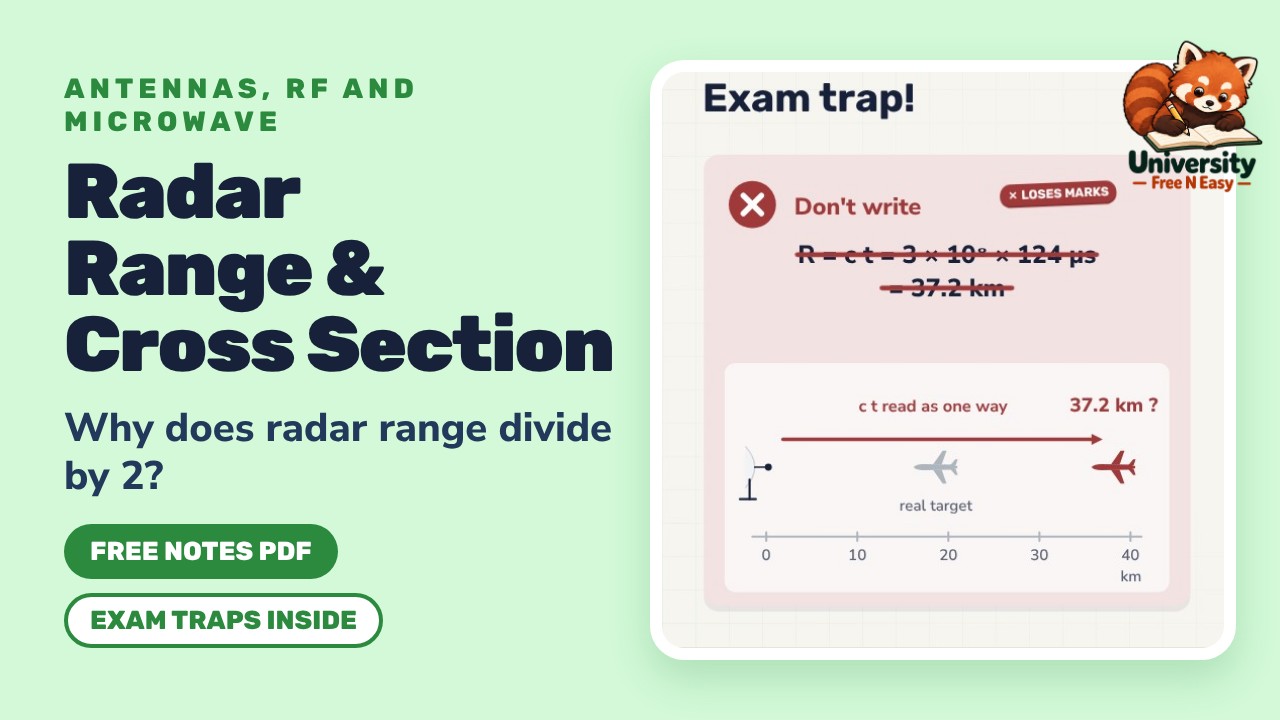 ANTENNAS, RF AND
MICROWAVE
Radar
Range &
Cross Section
Why does radar range divide
by 2?
FREE NOTES PDF
EXAM TRAPS INSIDE
Exam trap!
University
Free N Easy
Don't write
× LOSES MARKS
R = c t = 3 × 10⁸ × 124 µs
= 37.2 km
c t read as one way
37.2 km ?
real target
0 10 20 30 40
km